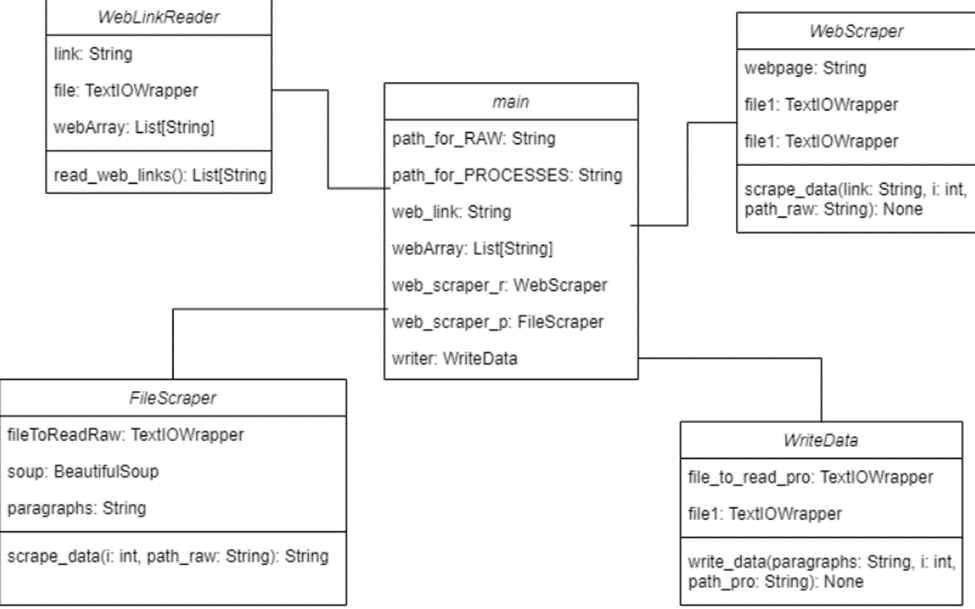 WebLinkReader
link: String
file: TextIOWrapper
webArray: List[String]
read_web_links(): List[String
main
path_for_RAW: String
path_for_PROCESSES: String
web_link: String
webArray: List[String]
web_scraper_r: WebScraper
web_scraper_p: FileScraper
writer: WriteData
WebScraper
webpage: String
file1: TextIOWrapper
file1: TextIOWrapper
scrape_data(link: String, i: int,
path_raw: String): None
FileScraper
fileToReadRaw: TextIOWrapper
soup: BeautifulSoup
paragraphs: String
scrape_data(i: int, path_raw: String): String
WriteData
file_to_read_pro: TextIOWrapper
file1: TextIOWrapper
write_data(paragraphs: String, i: int,
path_pro: String): None